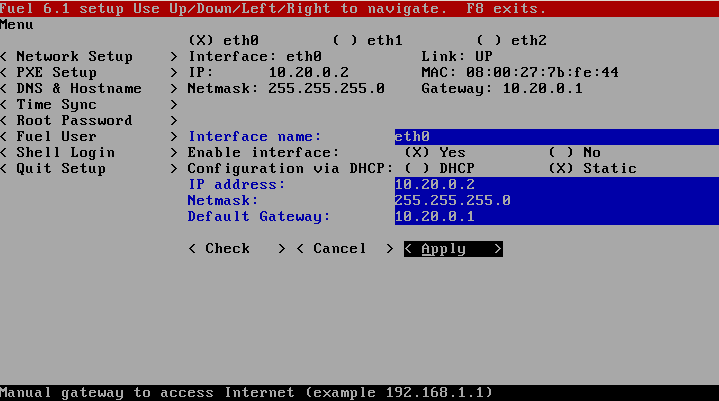 Fuel 6.1 setup Use Up/Down/Left/Right to navigate.  F8 exits.
Menu
(X) eth0 ( ) eth1 ( ) eth2
< Network Setup > Interface: eth0 Link: UP
< PXE Setup > IP: 10.20.0.2 MAC: 08:00:27:7b:fe:44
< DNS & Hostname > Netmask: 255.255.255.0 Gateway: 10.20.0.1
< Time Sync >
< Root Password >
< Fuel User > Interface name: eth0
< Shell Login > Enable interface: (X) Yes ( ) No
< Quit Setup > Configuration via DHCP: ( ) DHCP (X) Static
IP address: 10.20.0.2
Netmask: 255.255.255.0
Default Gateway: 10.20.0.1
< Check > < Cancel > < Apply >
Manual gateway to access Internet (example 192.168.1.1)